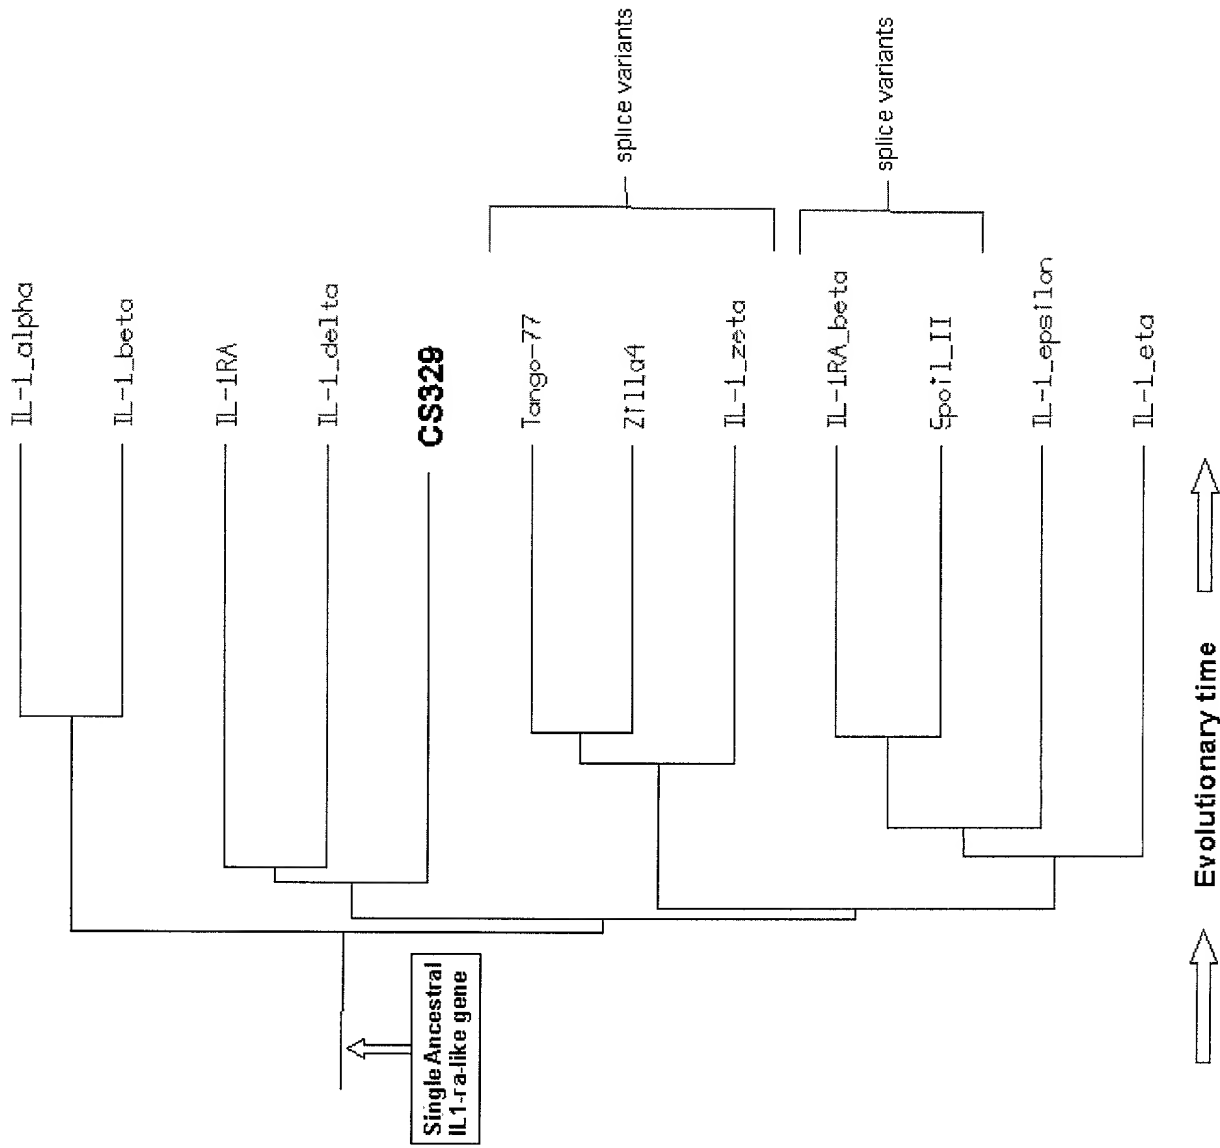 IL-1_alpha
IL-1_beta
IL-1RA
IL-1_delta
CS329
Tango-77
Zilla4
IL-1_zeta
splice variants
IL-1RA_beta
Spoil_II
splice variants
IL-1_epsilon
IL-1_eta
Single Ancestral
IL1-ra-like gene
Evolutionary time